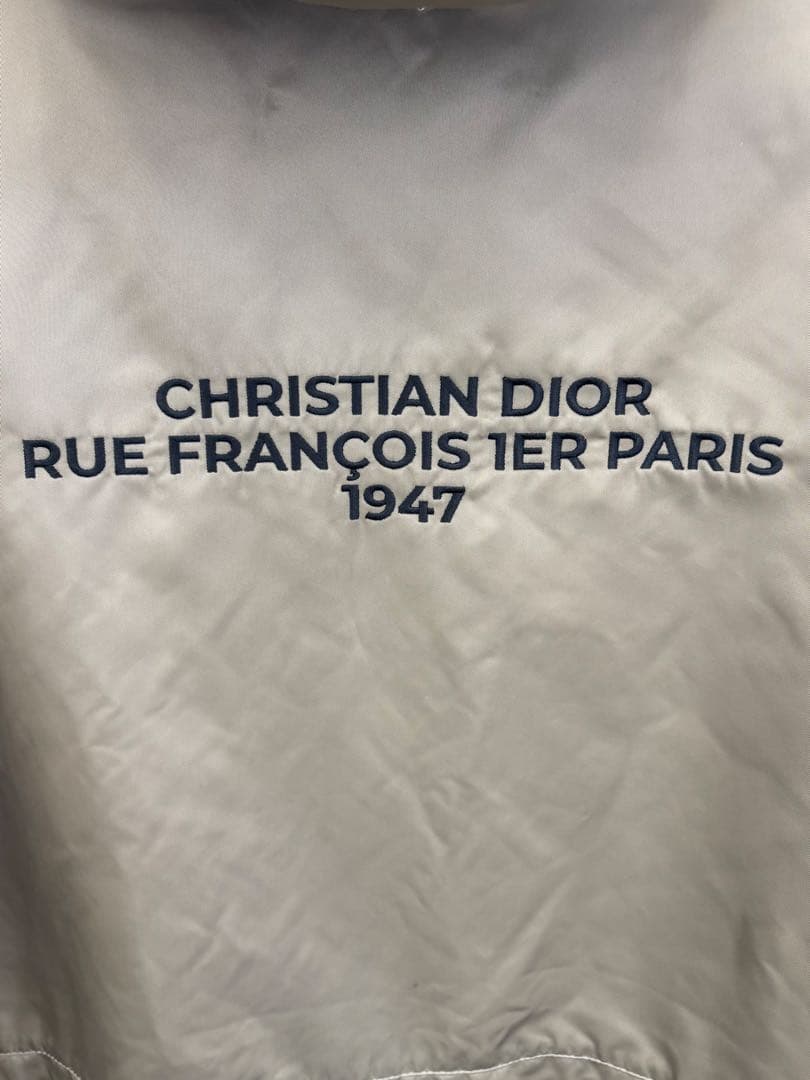 CHRISTIAN DIOR
RUE FRANÇOIS 1ER PARIS
1947